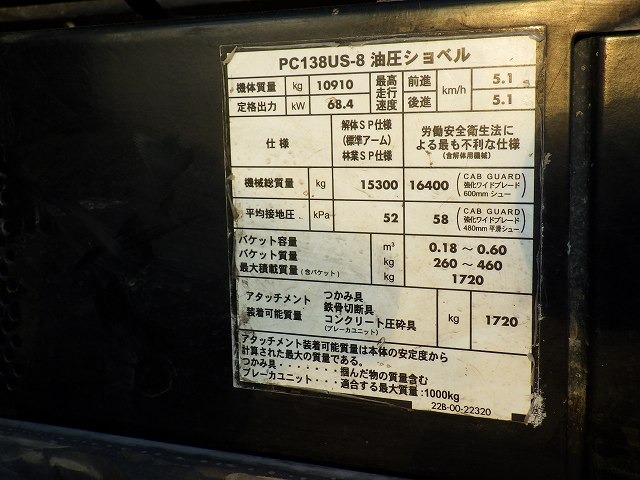 PC138US-8 油圧ショベル
機体質量 kg 10910 最高走行速度 前進 km/h 5.1
定格出力 kW 68.4 後進 5.1
仕様 解体SP仕様 (標準アーム) 林業SP仕様 労働安全衛生法による最も不利な仕様 (含解体用機械)
機械総質量 kg 15300 16400 (CAB GUARD 強化ワイドブレード 600mm シュー)
平均接地圧 kPa 52 58 (CAB GUARD 強化ワイドブレード 480mm 平滑シュー)
バケット容量 m³ 0.18 ～ 0.60
バケット質量 kg 260 ～ 460
最大積載質量 (含バケット) kg 1720
アタッチメント装着可能質量 つかみ具 鉄骨切断具 コンクリート圧砕具 (ブレーカユニット) kg 1720
アタッチメント装着可能質量は本体の安定度から
計算された最大の質量である。
つかみ具・・・・・・・・掴んだ物の質量含む
ブレーカユニット・・・適合する最大質量:1000kg
22B-00-22320